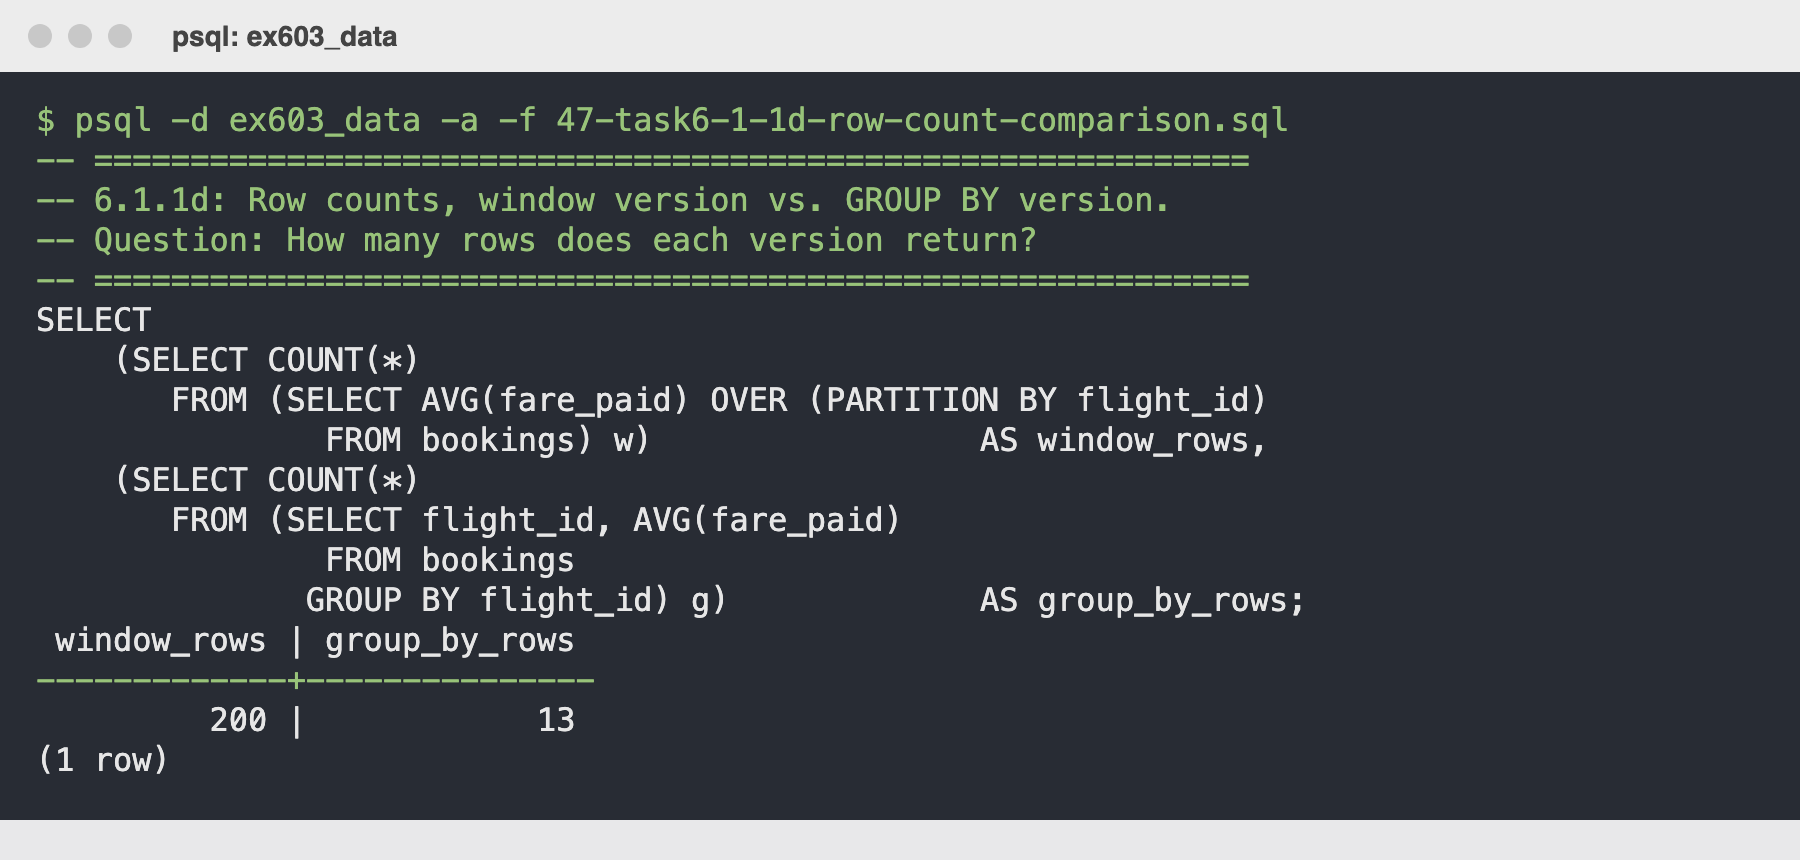 psql: ex603_data
$ psql -d ex603_data -a -f 47-task6-1-1d-row-count-comparison.sql
-- ============================================================
-- 6.1.1d: Row counts, window version vs. GROUP BY version.
-- Question: How many rows does each version return?
-- ============================================================
SELECT
    (SELECT COUNT(*)
       FROM (SELECT AVG(fare_paid) OVER (PARTITION BY flight_id)
               FROM bookings) w)                 AS window_rows,
    (SELECT COUNT(*)
       FROM (SELECT flight_id, AVG(fare_paid)
               FROM bookings
              GROUP BY flight_id) g)             AS group_by_rows;
 window_rows | group_by_rows
-------------+---------------
         200 |            13
(1 row)